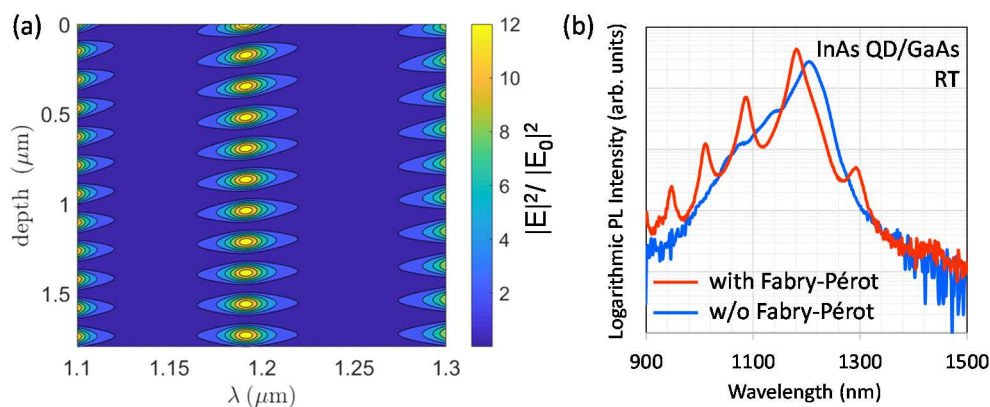 (a)
0
0.5
1
1.5
depth (μm)
1.1
1.15
1.2
1.25
1.3
λ (μm)
12
10
8
6
4
2
|E|²/ |E₀|²
(b)
InAs QD/GaAs
RT
Logarithmic PL Intensity (arb. units)
with Fabry-Pérot
w/o Fabry-Pérot
900
1100
1300
1500
Wavelength (nm)